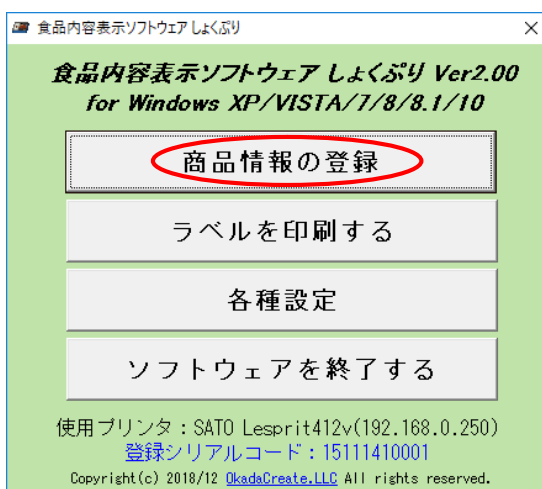 食品内容表示ソフトウェア しょくぷり
食品内容表示ソフトウェア しょくぷり Ver2.00
for Windows XP/VISTA/7/8/8.1/10
商品情報の登録
ラベルを印刷する
各種設定
ソフトウェアを終了する
使用プリンタ：SATO Lesprit412v(192.168.0.250)
登録シリアルコード：15111410001
Copyright(c) 2018/12 OkadaCreate.LLC All rights reserved.